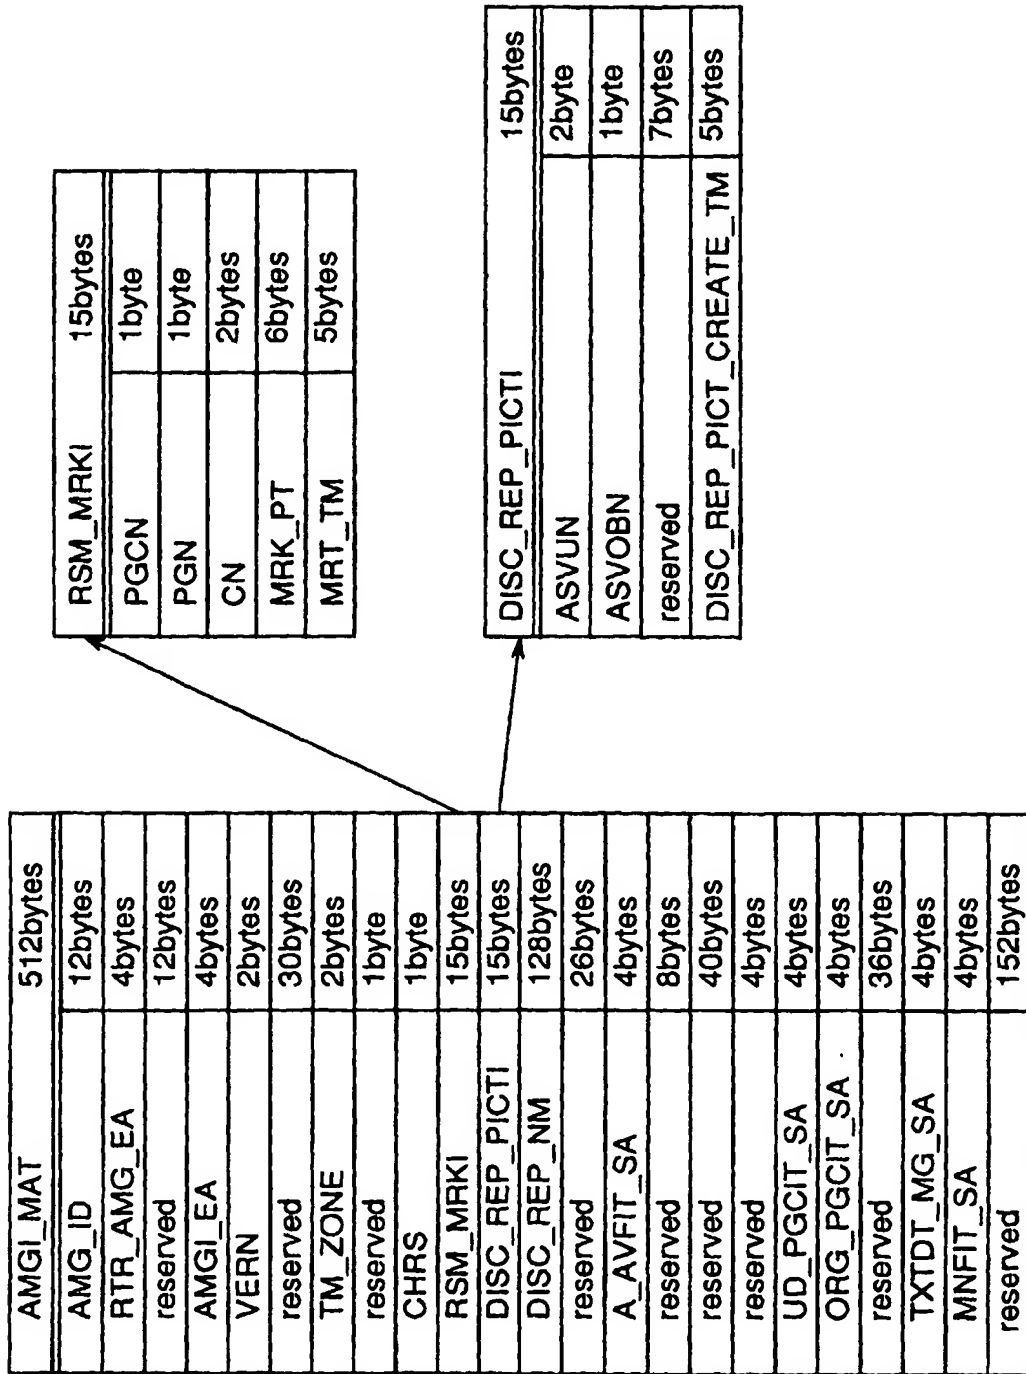 AMGI_MAT 512bytes
AMG_ID 12bytes
RTR_AMG_EA 4bytes
reserved 12bytes
AMGI_EA 4bytes
VERN 2bytes
reserved 30bytes
TM_ZONE 2bytes
reserved 1byte
CHRS 1byte
RSM_MRKI 15bytes
DISC_REP_PICTI 15bytes
DISC_REP_NM 128bytes
reserved 26bytes
A_AVFIT_SA 4bytes
reserved 8bytes
reserved 40bytes
reserved 4bytes
UD_PGCIT_SA 4bytes
ORG_PGCIT_SA 4bytes
reserved 36bytes
TXTDT_MG_SA 4bytes
MNFIT_SA 4bytes
reserved 152bytes
RSM_MRKI 15bytes
PGCN 1byte
PGN 1byte
CN 2bytes
MRK_PT 6bytes
MRT_TM 5bytes
DISC_REP_PICTI 15bytes
ASVUN 2byte
ASVOBN 1byte
reserved 7bytes
DISC_REP_PICT_CREATE_TM 5bytes